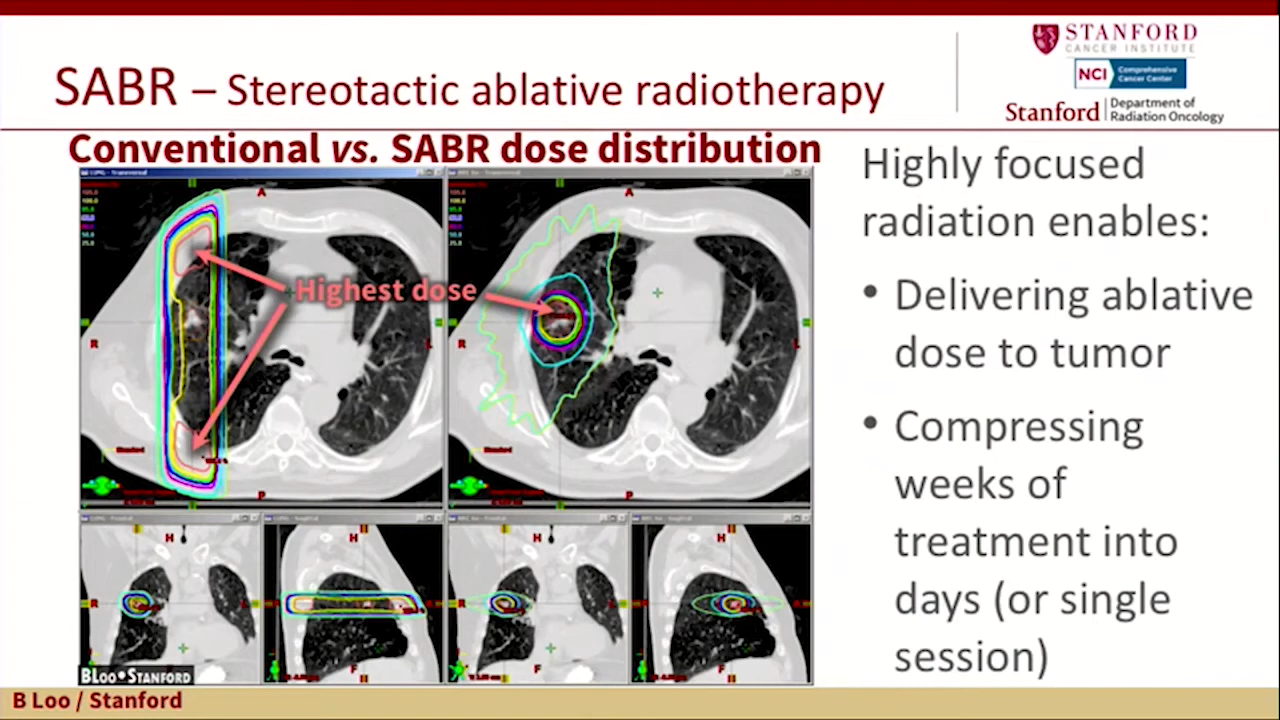 STANFORD
CANCER INSTITUTE
NCI Comprehensive
Cancer Center
Stanford Department of
Radiation Oncology
SABR – Stereotactic ablative radiotherapy
Conventional vs. SABR dose distribution
Highly focused
radiation enables:
• Delivering ablative
dose to tumor
• Compressing
weeks of
treatment into
days (or single
session)
A
A
Highest dose
R
L
R
L
P
P
H
H
H
H
R
R
F
F
F
BLOO•STANFORD
B Loo / Stanford